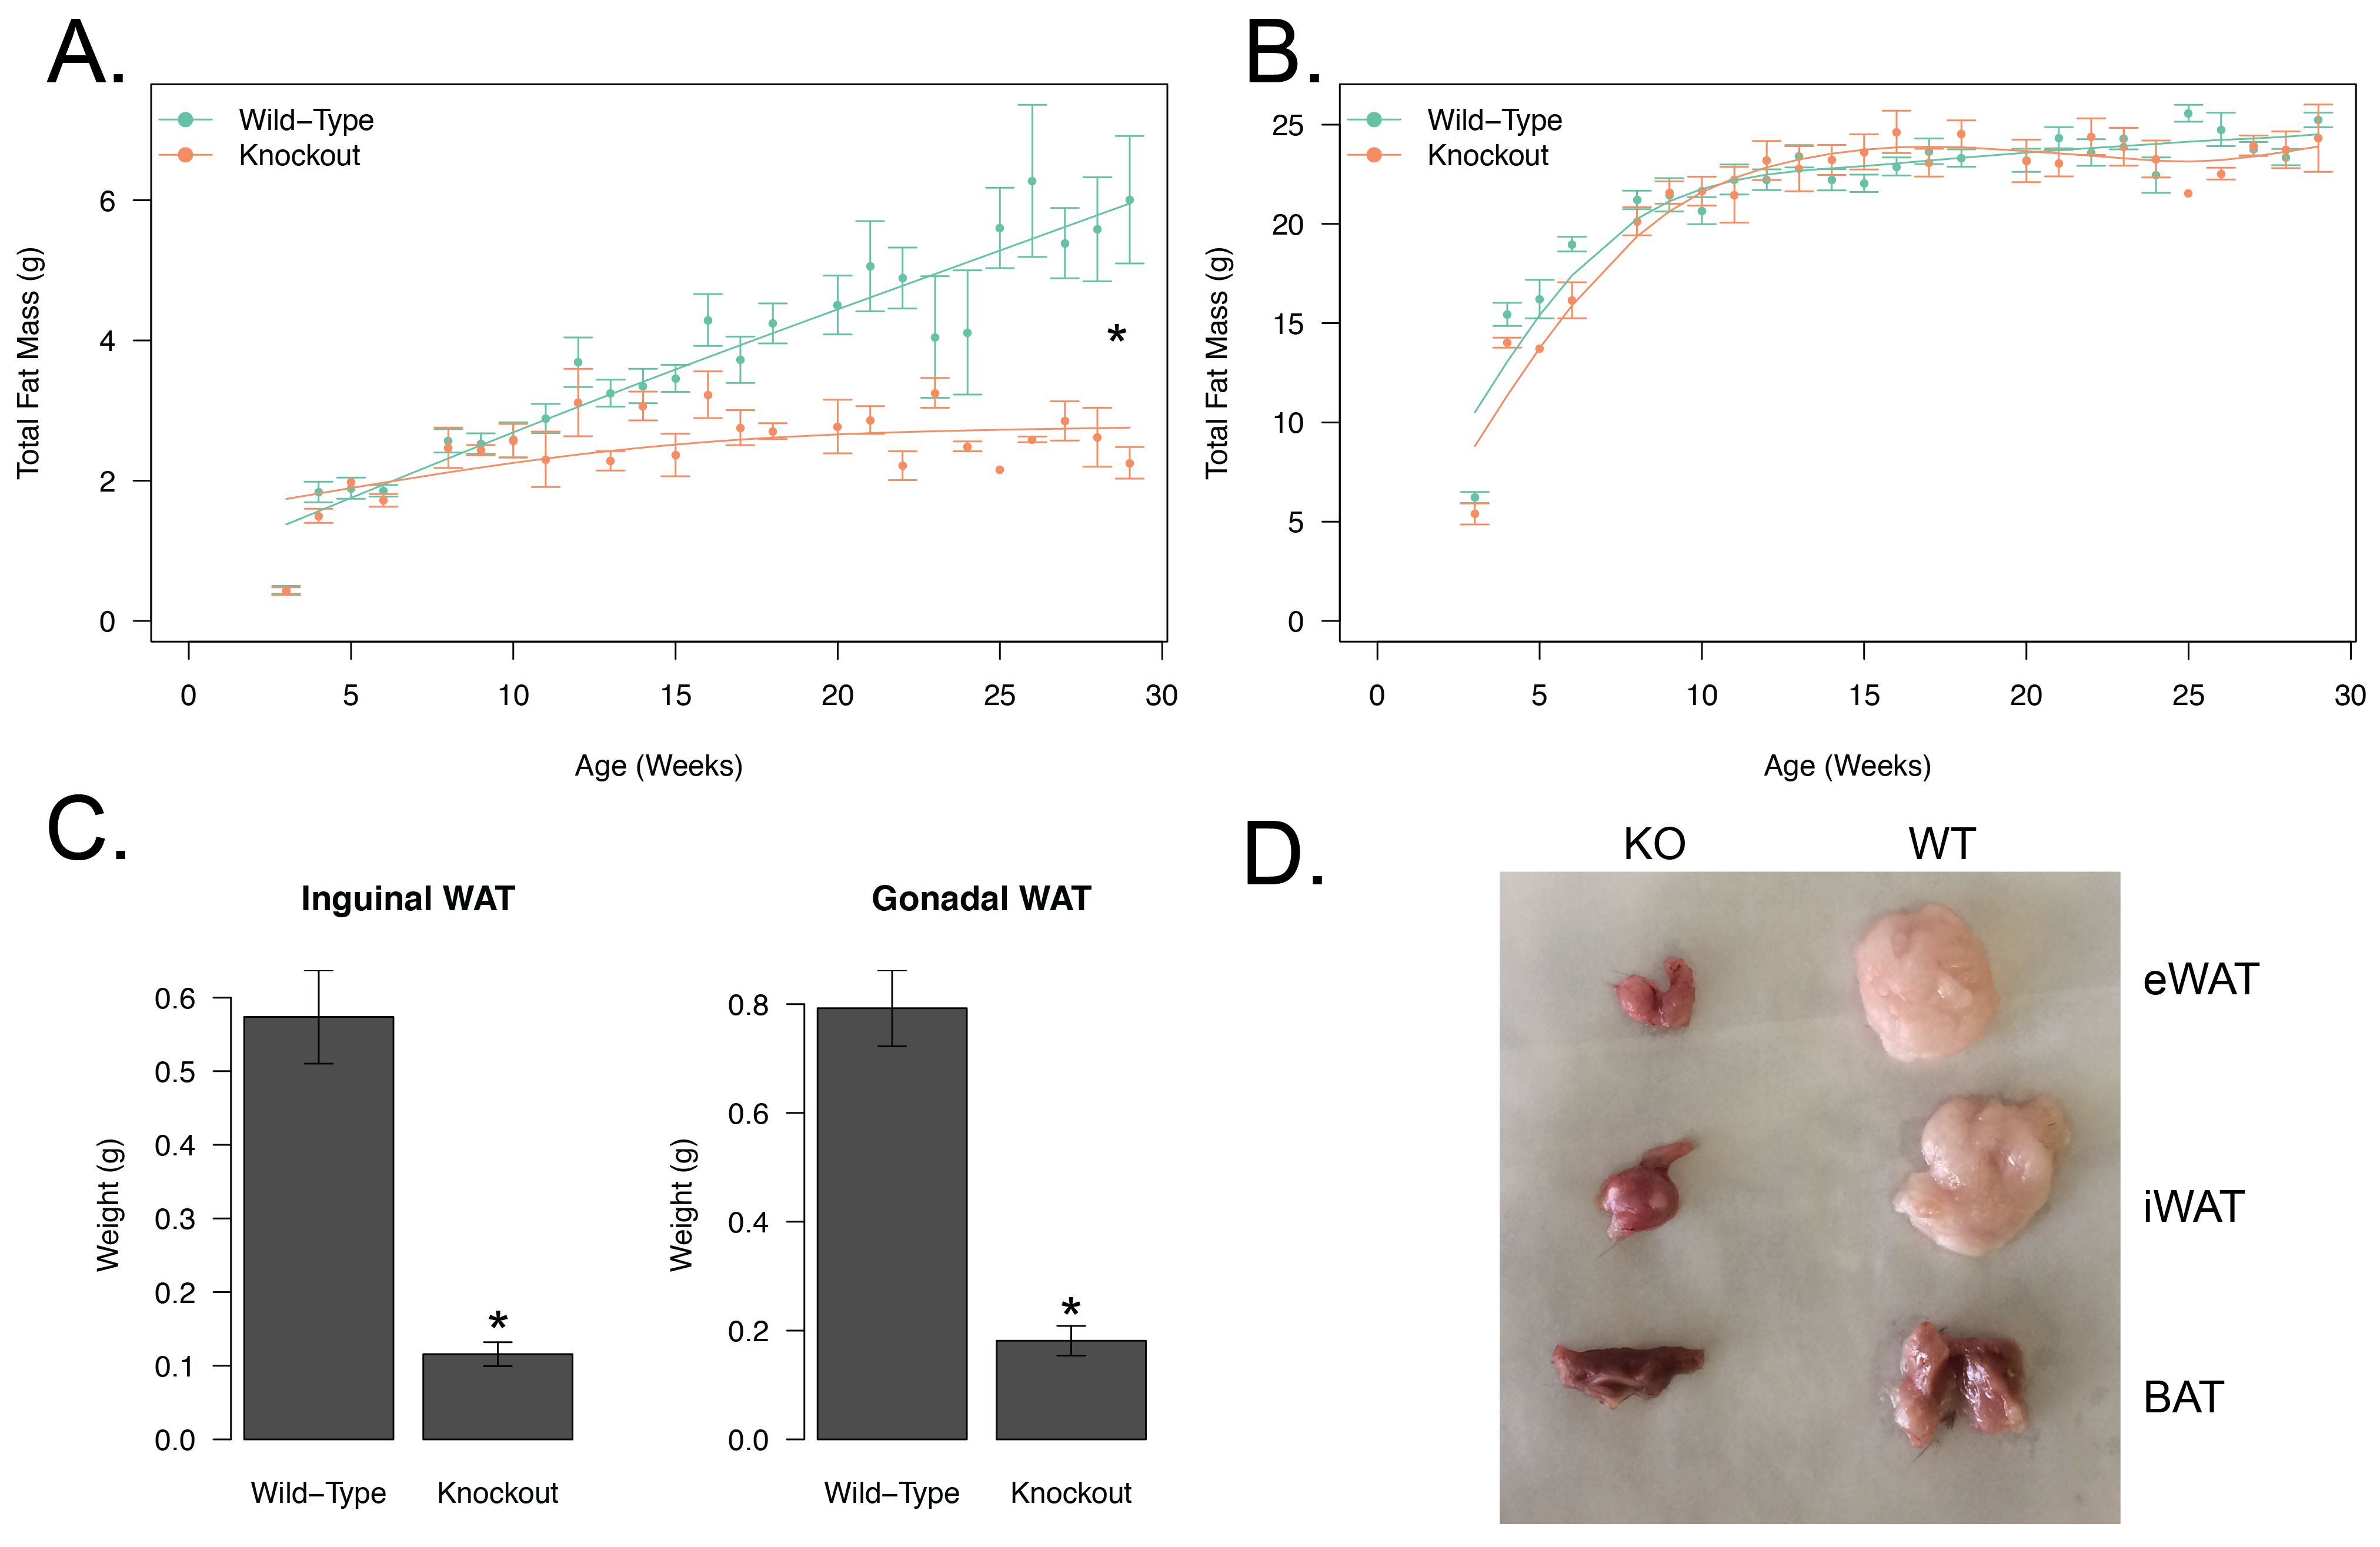 A.
Wild–Type
Knockout
Total Fat Mass (g)
6
4
2
0
*
0 5 10 15 20 25 30
Age (Weeks)
B.
Wild–Type
Knockout
Total Fat Mass (g)
25
20
15
10
5
0
0 5 10 15 20 25 30
Age (Weeks)
C.
Inguinal WAT
Weight (g)
0.6
0.5
0.4
0.3
0.2
0.1
0.0
*
Wild–Type Knockout
Gonadal WAT
Weight (g)
0.8
0.6
0.4
0.2
0.0
*
Wild–Type Knockout
D.
KO WT
eWAT
iWAT
BAT